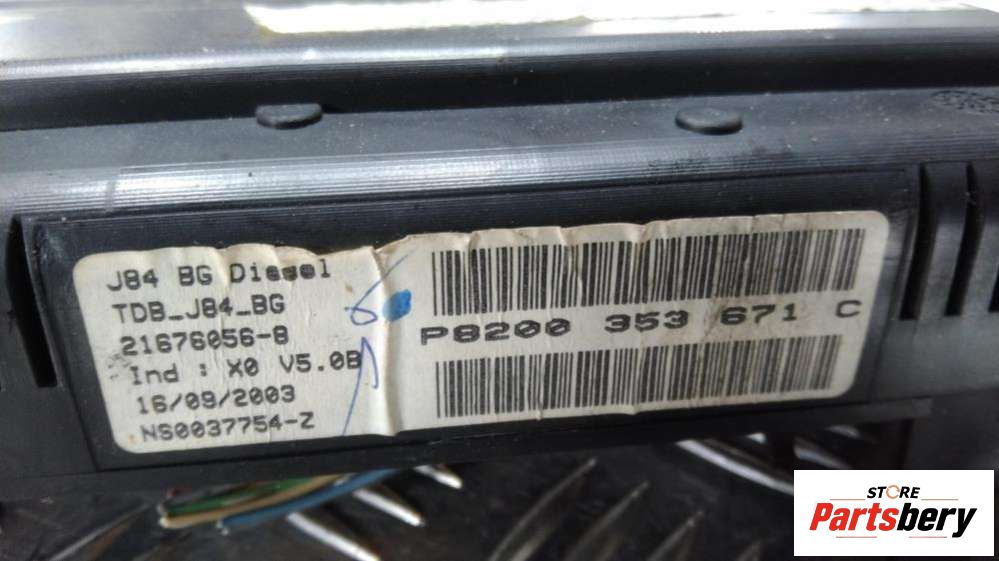 J84 BG Diesel
TDB_J84_BG
21676056-8
Ind : X0 V5.0B
16/09/2003
NS0037754-Z
P8200 353 671 C
STORE
Partsbery